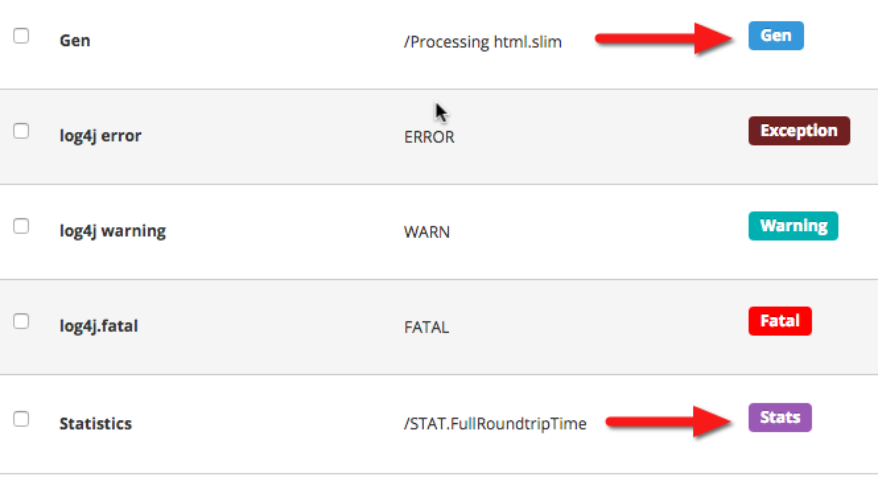 Gen /Processing html.slim Gen
log4j error ERROR Exception
log4j warning WARN Warning
log4j.fatal FATAL Fatal
Statistics /STAT.FullRoundtripTime Stats